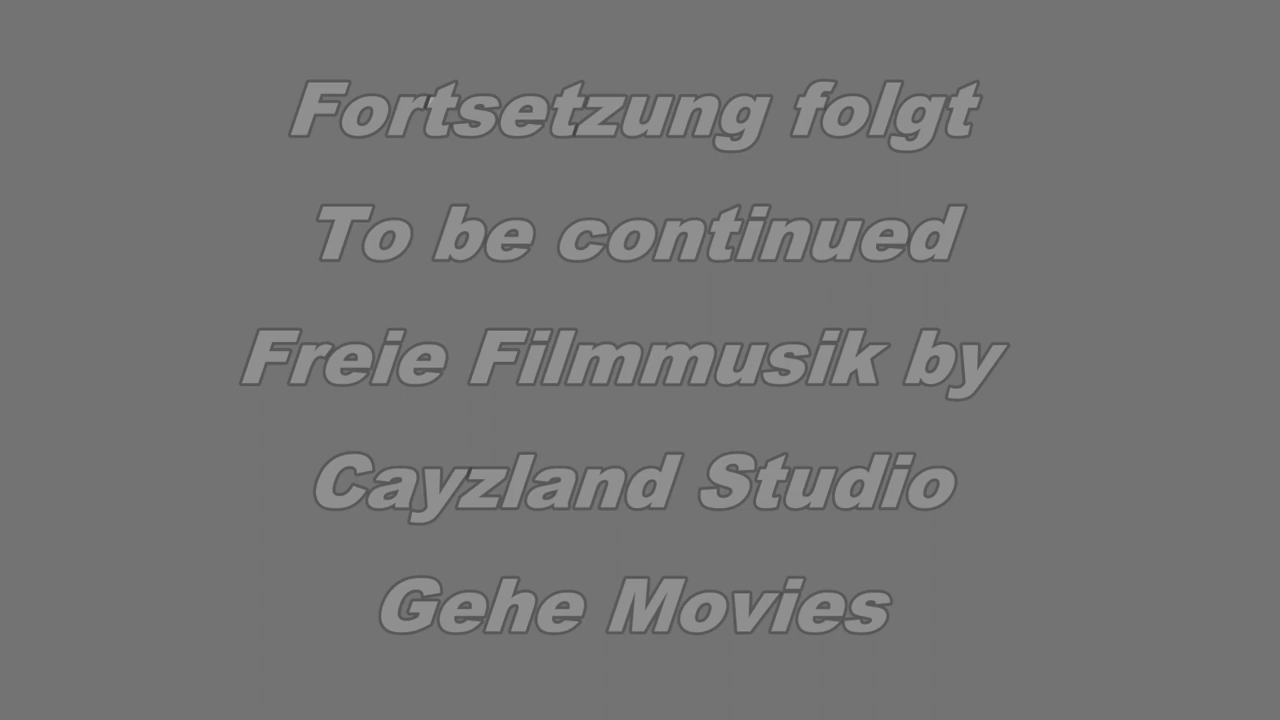 Fortsetzung folgt
To be continued
Freie Filmmusik by
Cayzland Studio
Gehe Movies